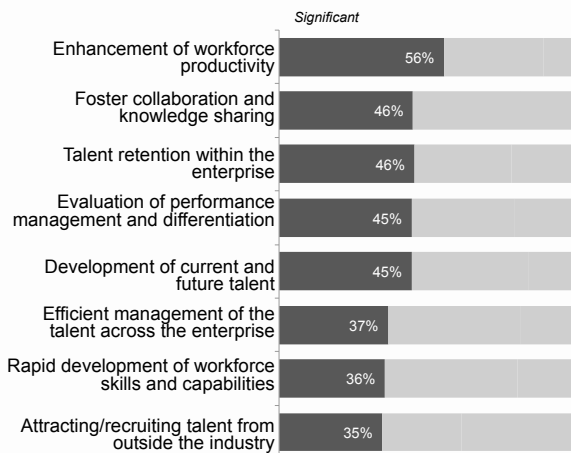 Significant
Enhancement of workforce
productivity
56%
Foster collaboration and
knowledge sharing
46%
Talent retention within the
enterprise
46%
Evaluation of performance
management and differentiation
45%
Development of current and
future talent
45%
Efficient management of the
talent across the enterprise
37%
Rapid development of workforce
skills and capabilities
36%
Attracting/recruiting talent from
outside the industry
35%